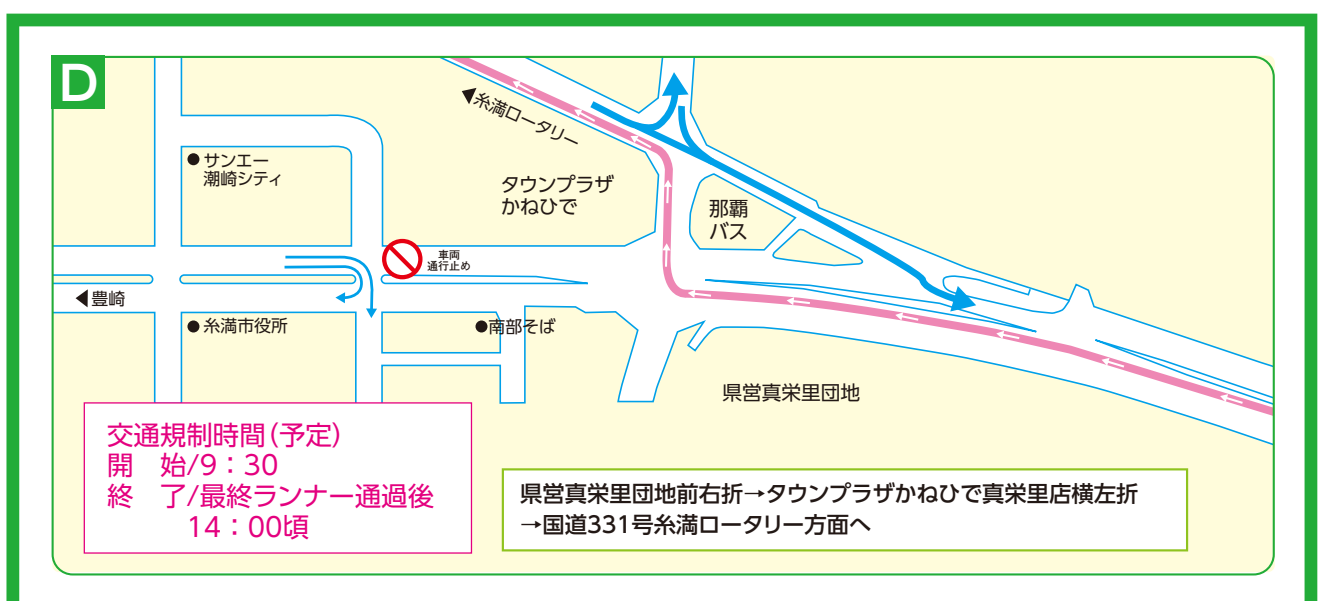 D
◀糸満ロータリー
●サンエー
潮崎シティ
タウンプラザ
かねひで
那覇
バス
車両
通行止め
◀豊崎
●糸満市役所
●南部そば
県営真栄里団地
交通規制時間(予定)
開　始/9：30
終　了/最終ランナー通過後
14：00頃
県営真栄里団地前右折→タウンプラザかねひで真栄里店横左折
→国道331号糸満ロータリー方面へ